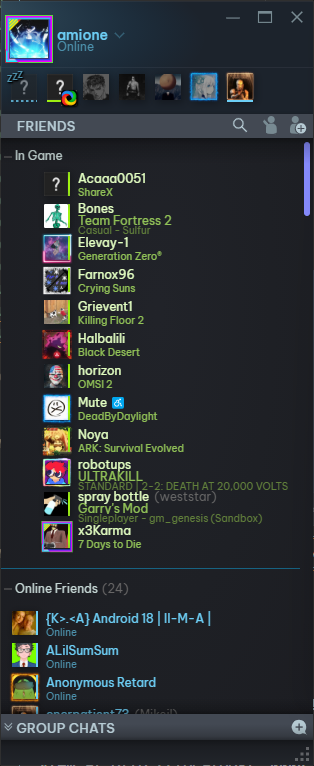 amione
Online
zzz
?
?
FRIENDS
In Game
?
Acaaa0051
ShareX
Bones
Team Fortress 2
Casual - Sulfur
Elevay-1
Generation Zero®
Farnox96
Crying Suns
Grievent1
Killing Floor 2
Halbalili
Black Desert
horizon
OMSI 2
Mute
DeadByDaylight
Noya
ARK: Survival Evolved
robotups
ULTRAKILL
STANDARD | 2-2: DEATH AT 20,000 VOLTS
spray bottle (weststar)
Garry's Mod
Singleplayer - gm_genesis (Sandbox)
x3Karma
7 Days to Die
Online Friends (24)
{K>.<A} Android 18 | II-M-A |
Online
ALilSumSum
Online
Anonymous Retard
Online
GROUP CHATS